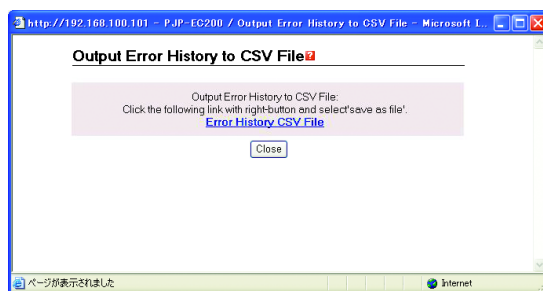 http://192.168.100.101 - PJP-EC200 / Output Error History to CSV File - Microsoft I...
Output Error History to CSV File?
Output Error History to CSV File:
Click the following link with right-button and select'save as file'.
Error History CSV File
Close
ページが表示されました
Internet